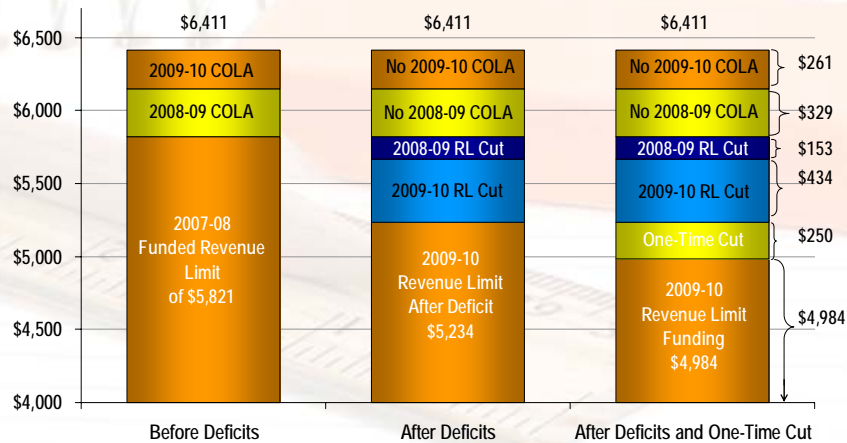 $6,411 $6,411 $6,411
$6,500
$6,000
$5,500
$5,000
$4,500
$4,000
2009-10 COLA
2008-09 COLA
2007-08
Funded Revenue
Limit
of $5,821
No 2009-10 COLA
No 2008-09 COLA
2008-09 RL Cut
2009-10 RL Cut
2009-10
Revenue Limit
After Deficit
$5,234
No 2009-10 COLA
No 2008-09 COLA
2008-09 RL Cut
2009-10 RL Cut
One-Time Cut
2009-10
Revenue Limit
Funding
$4,984
$261
$329
$153
$434
$250
$4,984
Before Deficits
After Deficits
After Deficits and One-Time Cut